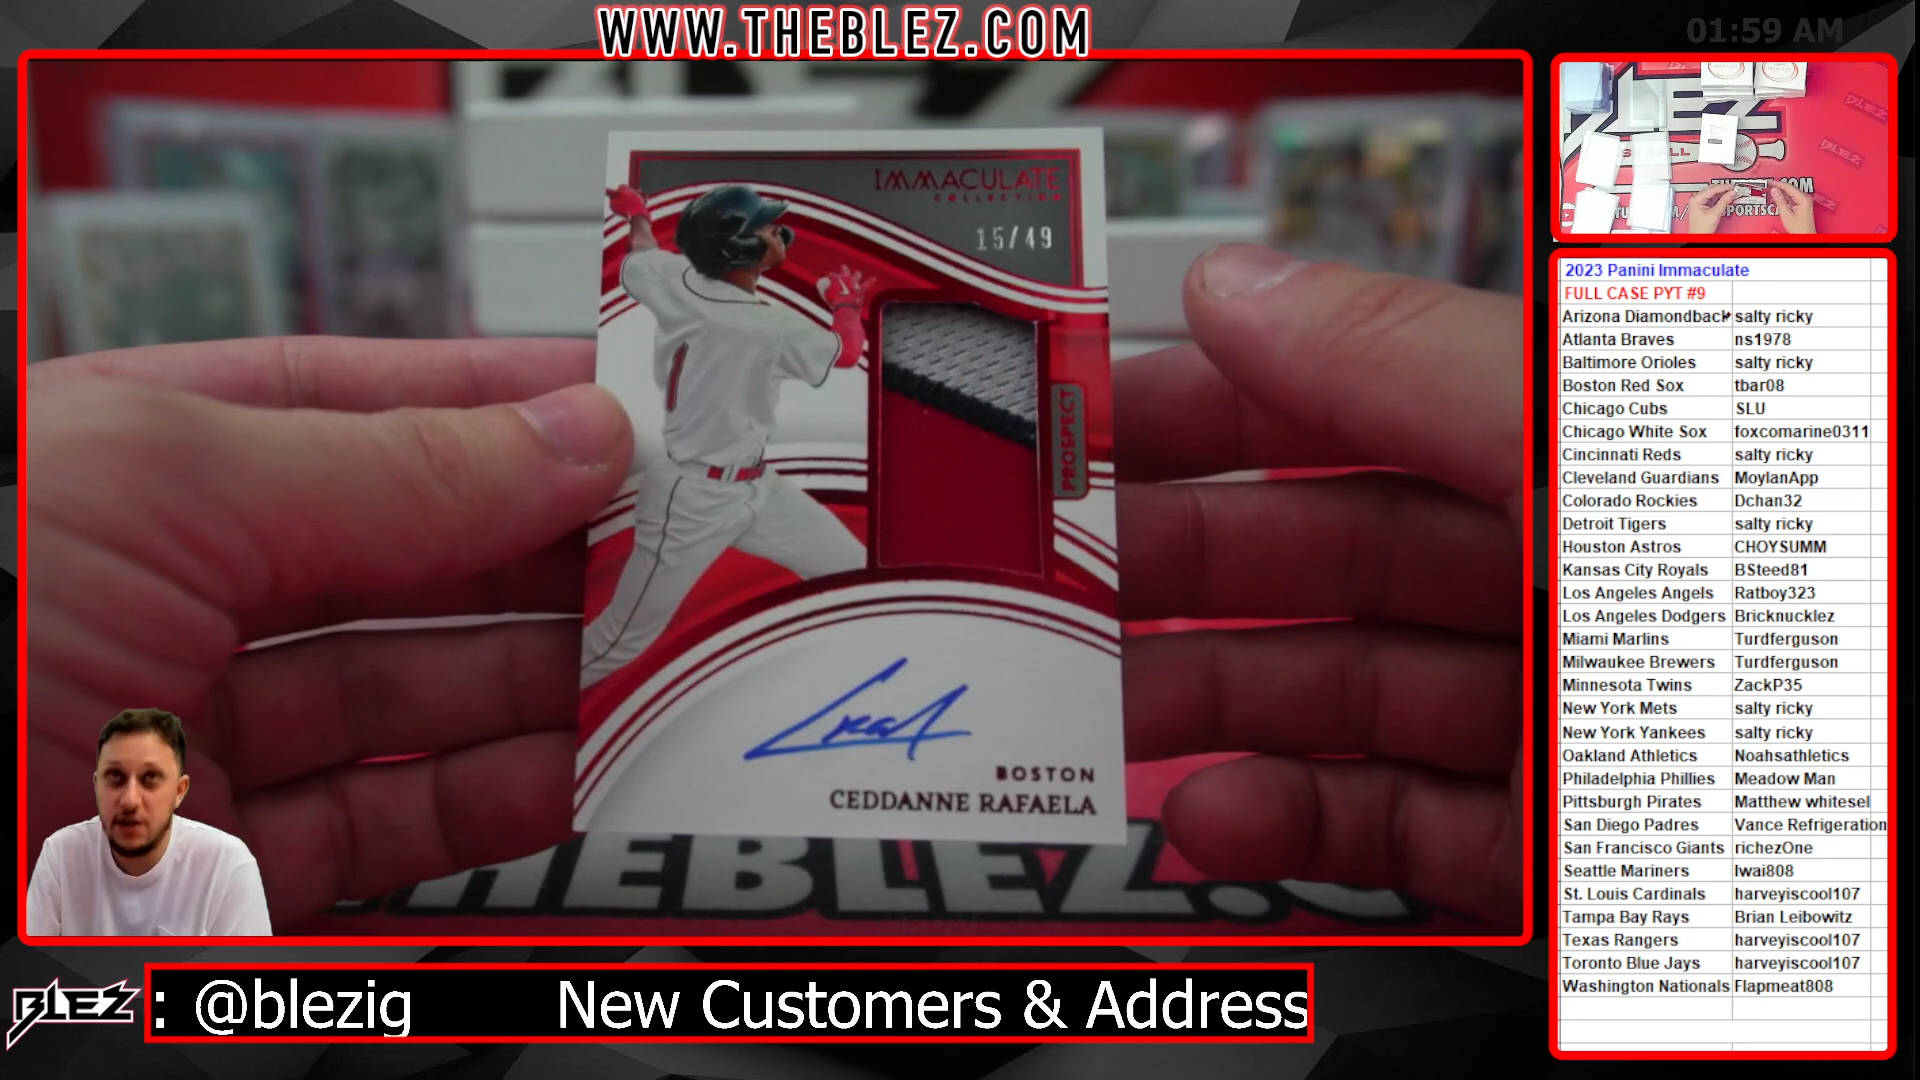 WWW.THEBLEZ.COM
01:59 AM
IMMACULATE
COLLECTION
15/49
1
PROSPECT
BOSTON
CEDDANNE RAFAELA
THEBLEZ.C
2023 Panini Immaculate
FULL CASE PYT #9
Arizona Diamondback salty ricky
Atlanta Braves ns1978
Baltimore Orioles salty ricky
Boston Red Sox tbar08
Chicago Cubs SLU
Chicago White Sox foxcomarine0311
Cincinnati Reds salty ricky
Cleveland Guardians MoylanApp
Colorado Rockies Dchan32
Detroit Tigers salty ricky
Houston Astros CHOYSUMM
Kansas City Royals BSteed81
Los Angeles Angels Ratboy323
Los Angeles Dodgers Bricknucklez
Miami Marlins Turdferguson
Milwaukee Brewers Turdferguson
Minnesota Twins ZackP35
New York Mets salty ricky
New York Yankees salty ricky
Oakland Athletics Noahsathletics
Philadelphia Phillies Meadow Man
Pittsburgh Pirates Matthew whitesel
San Diego Padres Vance Refrigeration
San Francisco Giants richezOne
Seattle Mariners lwai808
St. Louis Cardinals harveyiscool107
Tampa Bay Rays Brian Leibowitz
Texas Rangers harveyiscool107
Toronto Blue Jays harveyiscool107
Washington Nationals Flapmeat808
BLEZ : @blezig New Customers & Address